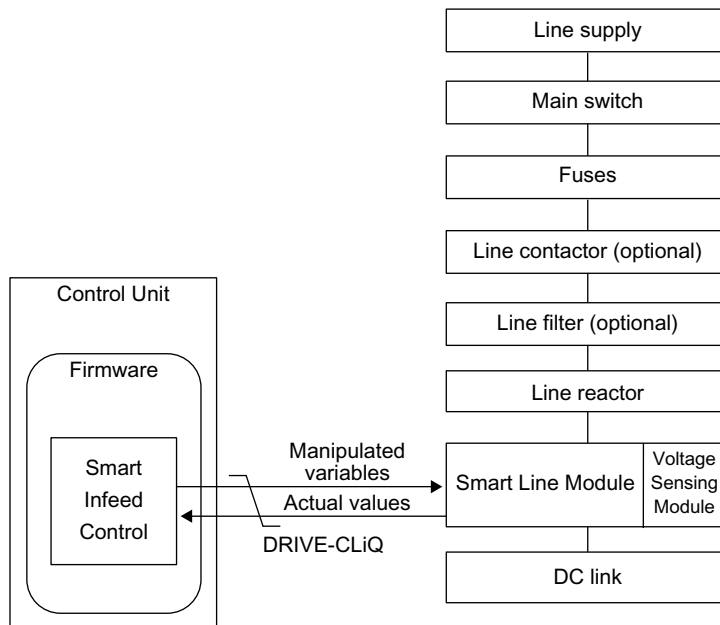 Line supply
Main switch
Fuses
Line contactor (optional)
Control Unit
Line filter (optional)
Firmware
Line reactor
Smart
Infeed
Control
Manipulated
variables
Actual values
DRIVE-CLiQ
Smart Line Module
Voltage
Sensing
Module
DC link